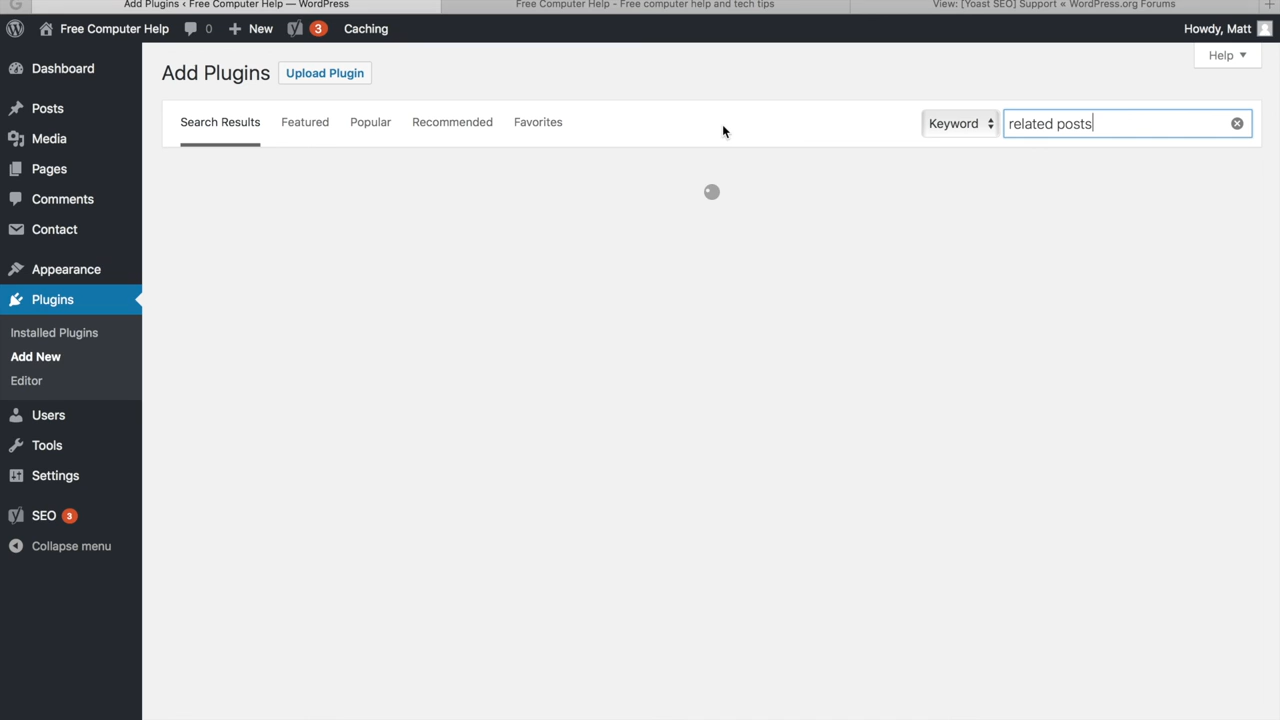 Add Plugins ‹ Free Computer Help — WordPress
Free Computer Help - Free computer help and tech tips
View: [Yoast SEO] Support « WordPress.org Forums
Free Computer Help
0
New
3
Caching
Howdy, Matt
Dashboard
Posts
Media
Pages
Comments
Contact
Appearance
Plugins
Installed Plugins
Add New
Editor
Users
Tools
Settings
SEO 3
Collapse menu
Help
Add Plugins
Upload Plugin
Search Results
Featured
Popular
Recommended
Favorites
Keyword
related posts